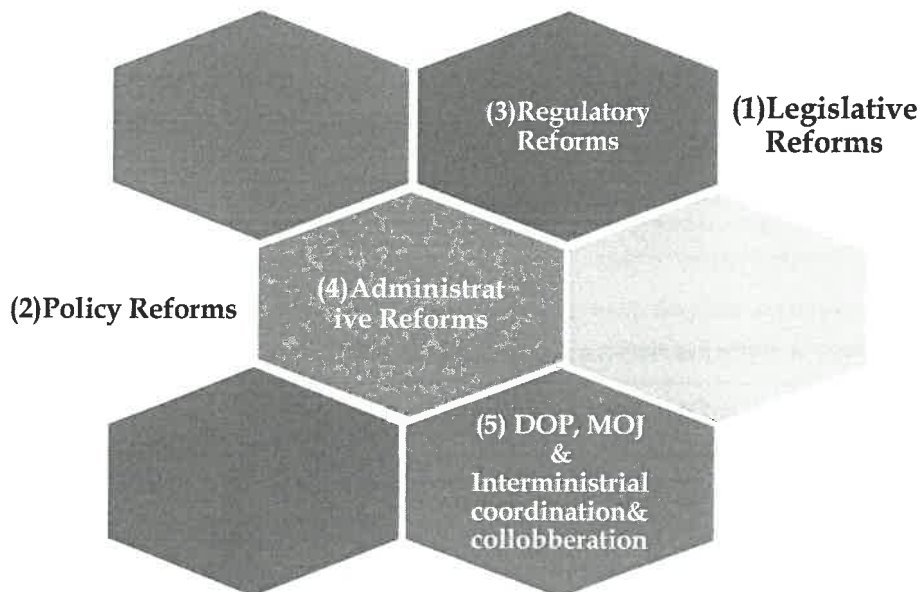 (3)Regulatory
Reforms
(1)Legislative
Reforms
(2)Policy Reforms
(4)Administrat
ive Reforms
(5) DOP, MOJ
&
Interministrial
coordination&
collobberation